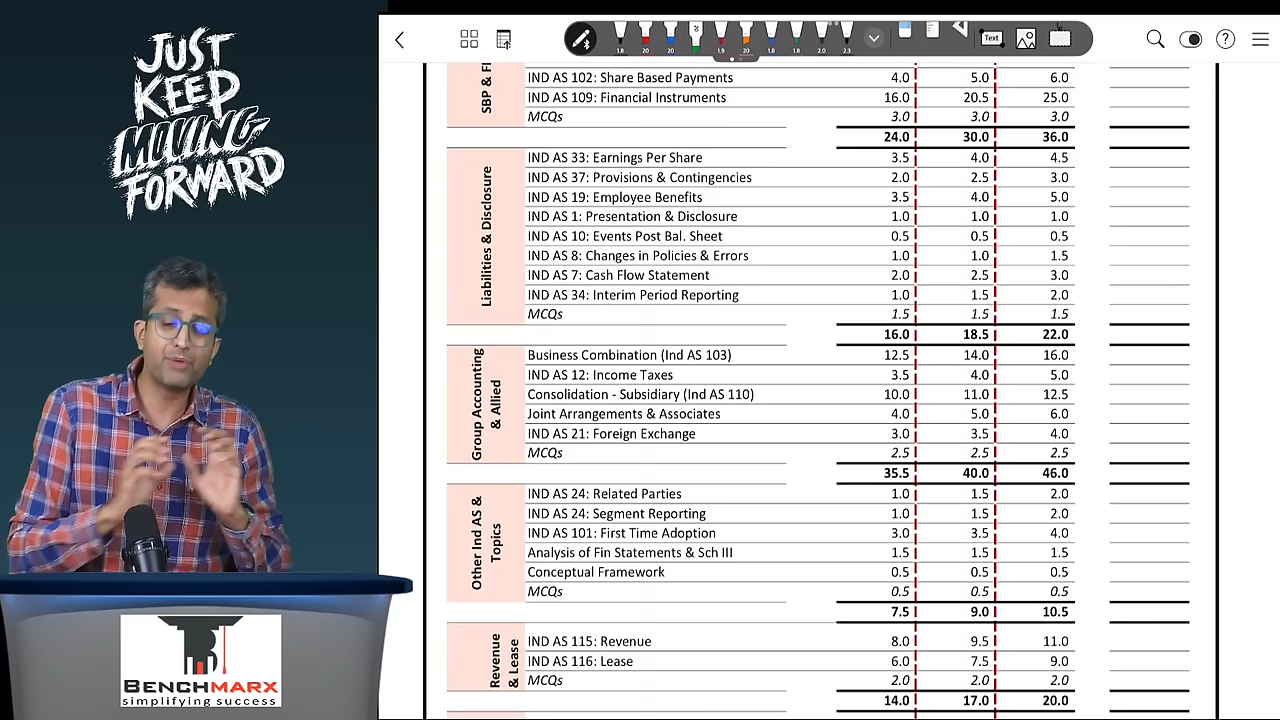 JUST
KEEP
MOVING
FORWARD
BENCHMARX
simplifying success
Text
1.8 20 20 1.9 20 1.8 1.8 2.0 2.3
SBP & FI
IND AS 102: Share Based Payments 4.0 5.0 6.0
IND AS 109: Financial Instruments 16.0 20.5 25.0
MCQs 3.0 3.0 3.0
24.0 30.0 36.0
Liabilities & Disclosure
IND AS 33: Earnings Per Share 3.5 4.0 4.5
IND AS 37: Provisions & Contingencies 2.0 2.5 3.0
IND AS 19: Employee Benefits 3.5 4.0 5.0
IND AS 1: Presentation & Disclosure 1.0 1.0 1.0
IND AS 10: Events Post Bal. Sheet 0.5 0.5 0.5
IND AS 8: Changes in Policies & Errors 1.0 1.0 1.5
IND AS 7: Cash Flow Statement 2.0 2.5 3.0
IND AS 34: Interim Period Reporting 1.0 1.5 2.0
MCQs 1.5 1.5 1.5
16.0 18.5 22.0
Group Accounting
& Allied
Business Combination (Ind AS 103) 12.5 14.0 16.0
IND AS 12: Income Taxes 3.5 4.0 5.0
Consolidation - Subsidiary (Ind AS 110) 10.0 11.0 12.5
Joint Arrangements & Associates 4.0 5.0 6.0
IND AS 21: Foreign Exchange 3.0 3.5 4.0
MCQs 2.5 2.5 2.5
35.5 40.0 46.0
Other Ind AS &
Topics
IND AS 24: Related Parties 1.0 1.5 2.0
IND AS 24: Segment Reporting 1.0 1.5 2.0
IND AS 101: First Time Adoption 3.0 3.5 4.0
Analysis of Fin Statements & Sch III 1.5 1.5 1.5
Conceptual Framework 0.5 0.5 0.5
MCQs 0.5 0.5 0.5
7.5 9.0 10.5
Revenue
& Lease
IND AS 115: Revenue 8.0 9.5 11.0
IND AS 116: Lease 6.0 7.5 9.0
MCQs 2.0 2.0 2.0
14.0 17.0 20.0